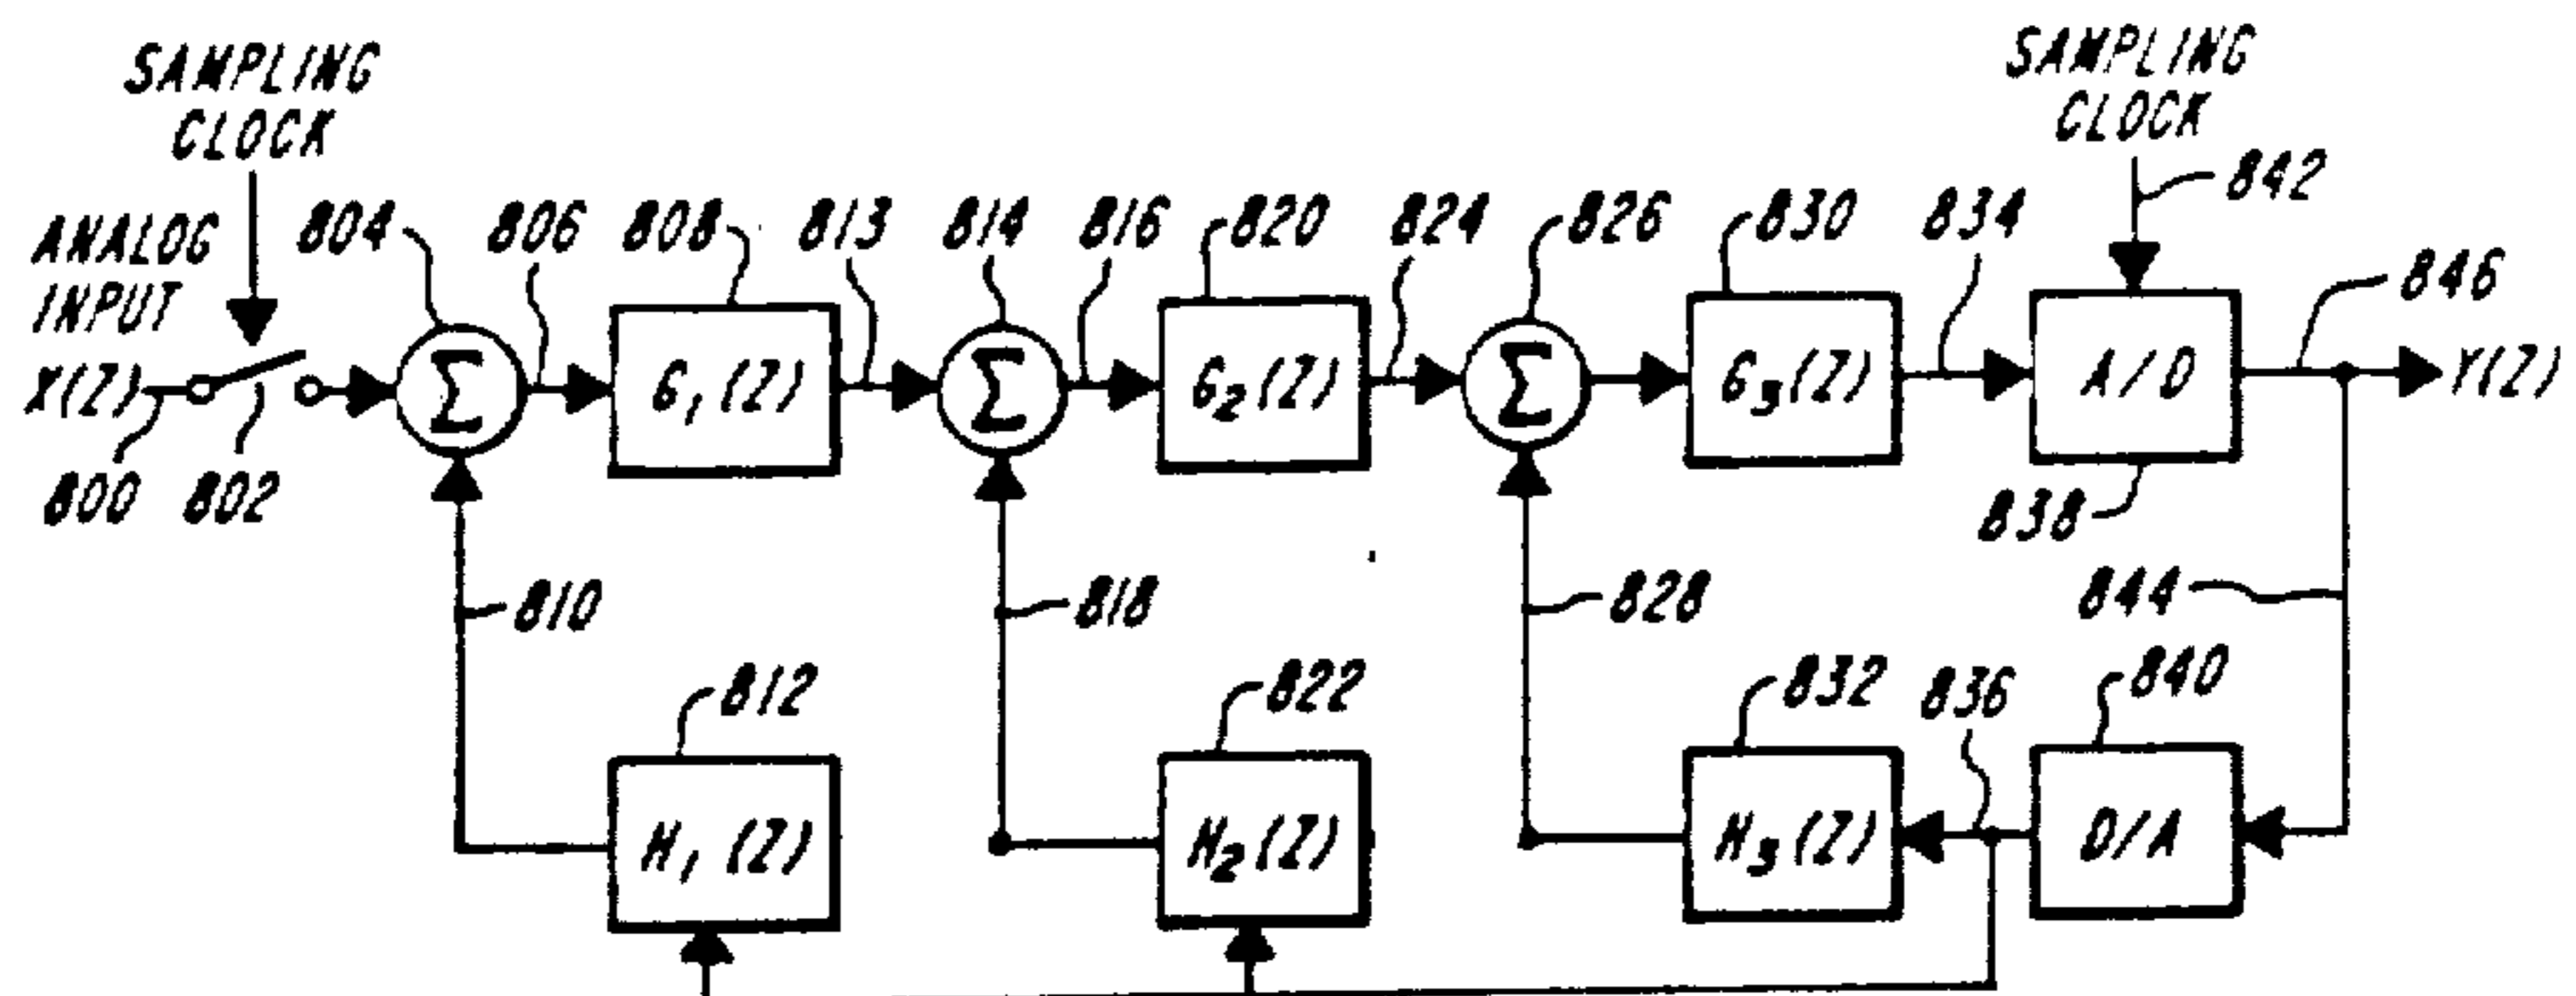 SAMPLING
CLOCK
SAMPLING
CLOCK
842
ANALOG
INPUT
804
806
808
813
814
816
820
824
826
830
834
846
X(Z)
Σ
G1(Z)
Σ
G2(Z)
Σ
G3(Z)
A/D
Y(Z)
800
802
838
810
818
828
844
812
822
832
836
840
H1(Z)
H2(Z)
H3(Z)
D/A